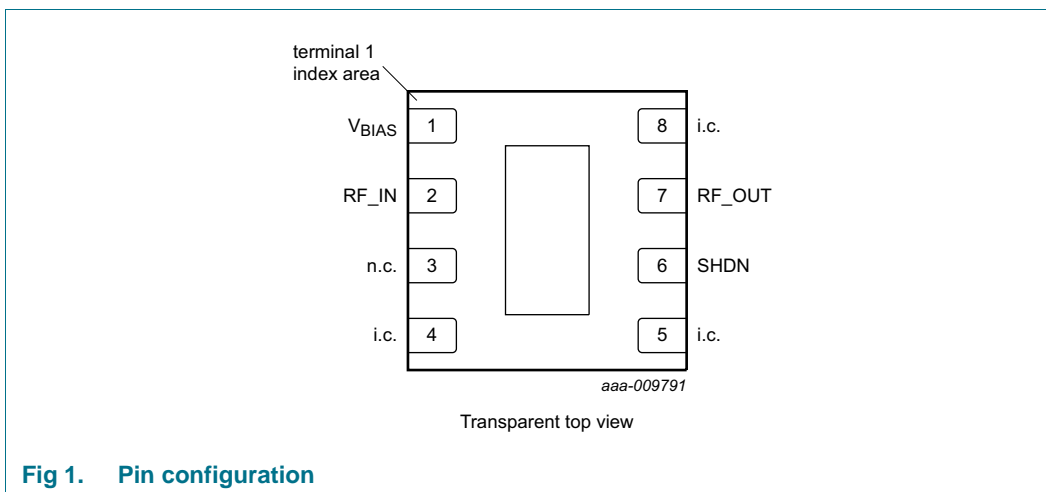 terminal 1
index area
VBIAS 1 8 i.c.
RF_IN 2 7 RF_OUT
n.c. 3 6 SHDN
i.c. 4 5 i.c.
aaa-009791
Transparent top view
Fig 1. Pin configuration